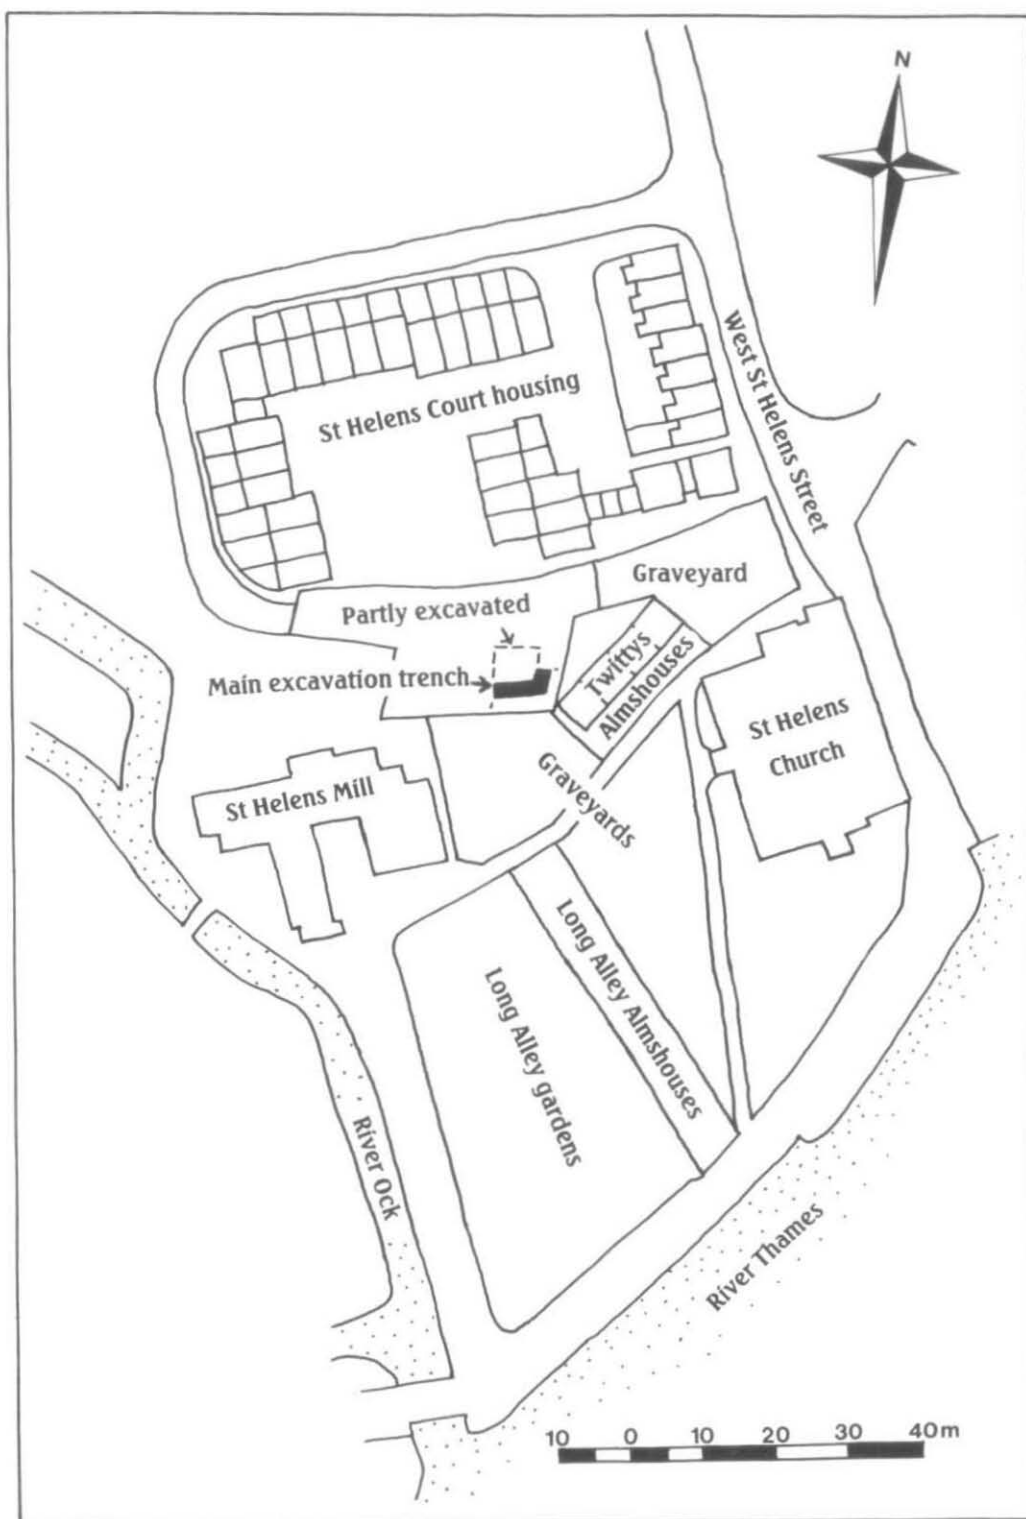 N
West St Helens Street
St Helens Court housing
Graveyard
Partly excavated
Main excavation trench
Twittys
Almshouses
St Helens
Church
St Helens Mill
Graveyards
Long Alley Almshouses
Long Alley gardens
River Ock
River Thames
10 0 10 20 30 40m